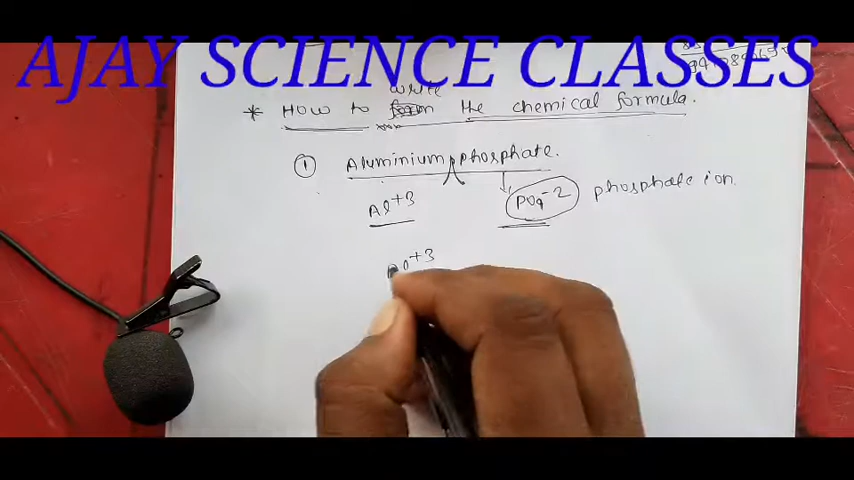 AJAY SCIENCE CLASSES
write
* How to the chemical formula.
① Aluminium phosphate.
Al+3 PO4-2 phosphate ion.
Al+3